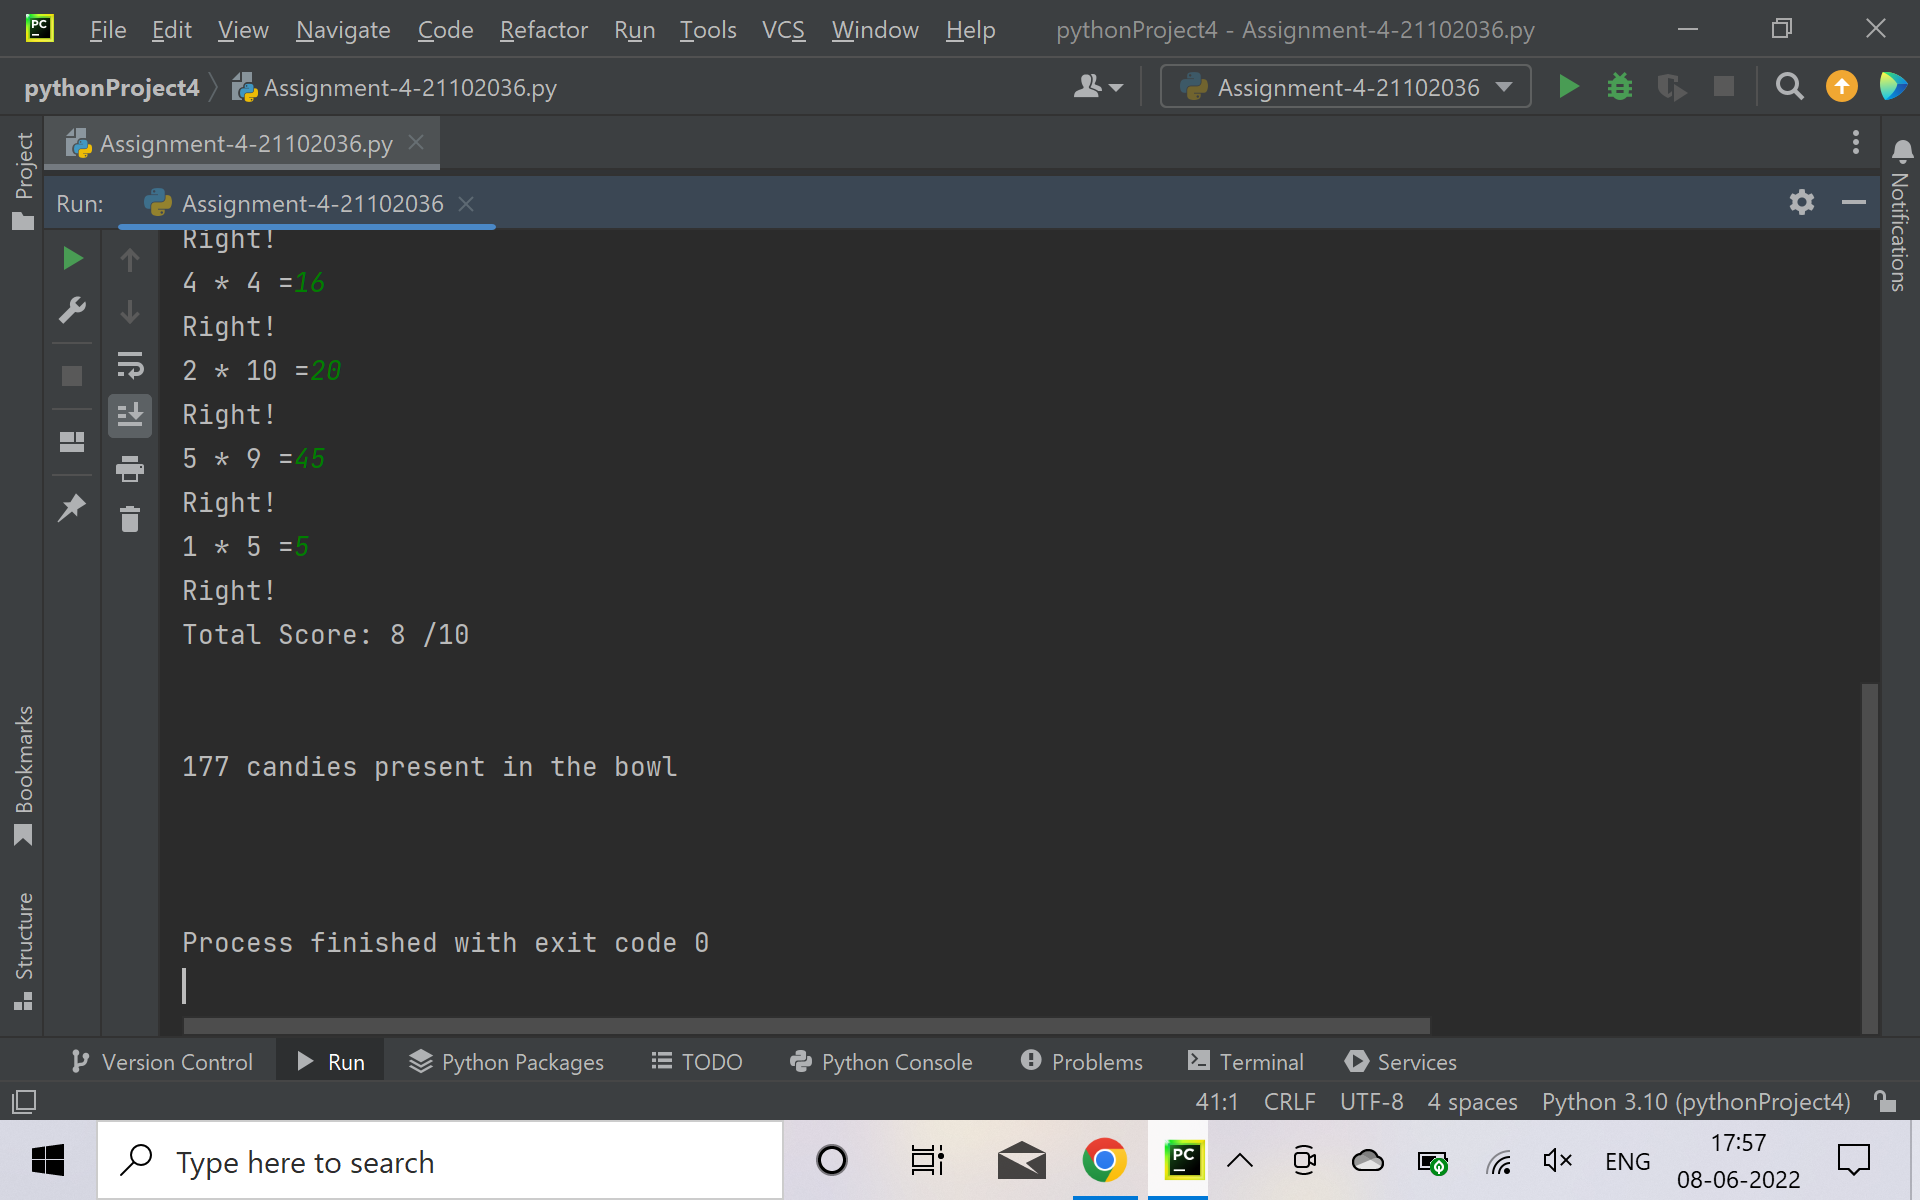 PC File Edit View Navigate Code Refactor Run Tools VCS Window Help pythonProject4 - Assignment-4-21102036.py
pythonProject4 Assignment-4-21102036.py Assignment-4-21102036
Project
Assignment-4-21102036.py
Notifications
Run: Assignment-4-21102036
Right!
4 * 4 =16
Right!
2 * 10 =20
Right!
5 * 9 =45
Right!
1 * 5 =5
Right!
Total Score: 8 /10
177 candies present in the bowl
Bookmarks
Structure
Process finished with exit code 0
Version Control Run Python Packages TODO Python Console Problems Terminal Services
41:1 CRLF UTF-8 4 spaces Python 3.10 (pythonProject4)
Type here to search PC ENG 17:57
08-06-2022